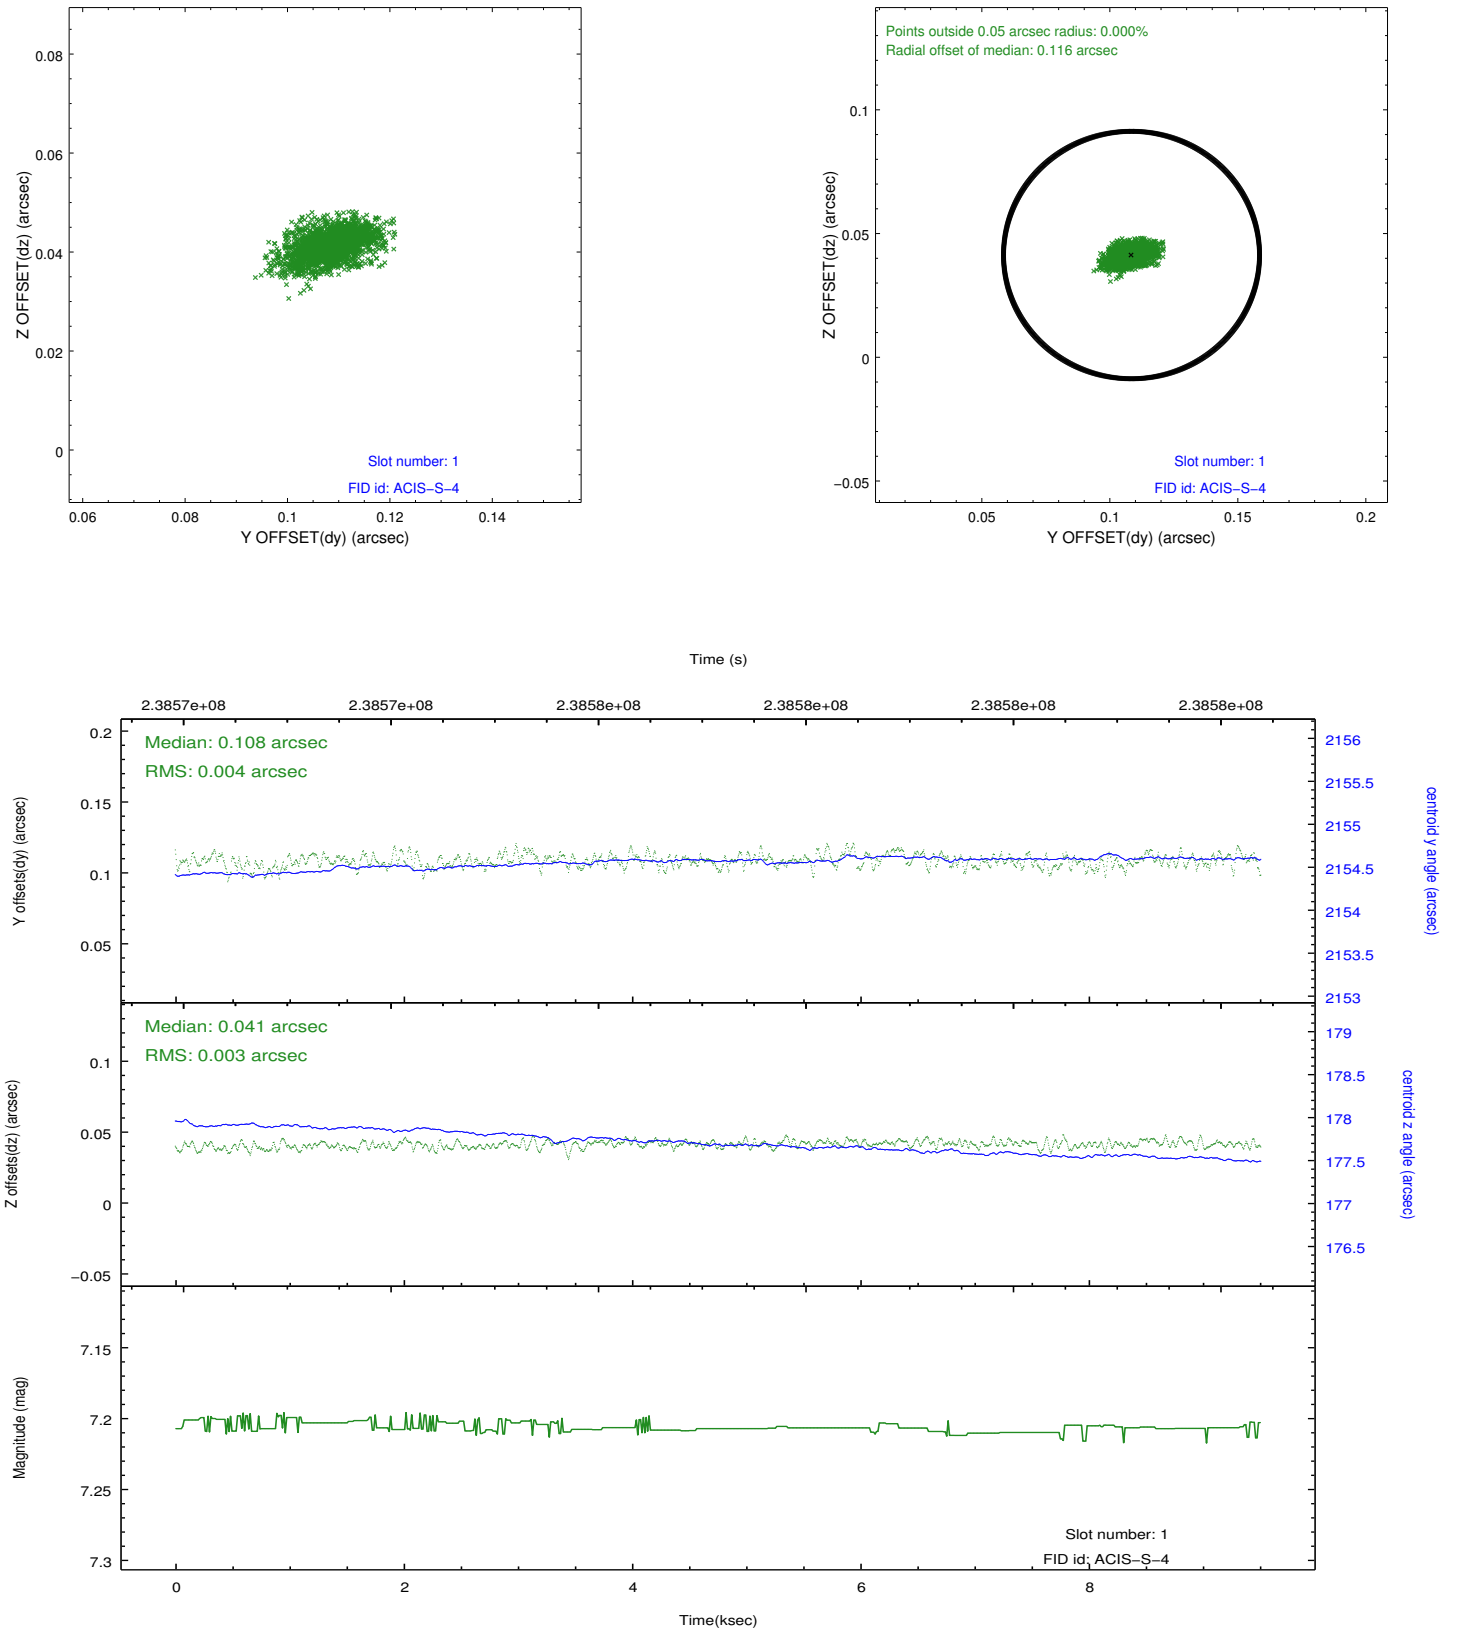 0.08
0.06
0.04
0.02
0
Z OFFSET(dz) (arcsec)
Slot number: 1
FID id: ACIS−S−4
0.06 0.08 0.1 0.12 0.14
Y OFFSET(dy) (arcsec)
Points outside 0.05 arcsec radius: 0.000%
Radial offset of median: 0.116 arcsec
0.1
0.05
0
−0.05
Z OFFSET(dz) (arcsec)
Slot number: 1
FID id: ACIS−S−4
0.05 0.1 0.15 0.2
Y OFFSET(dy) (arcsec)
Time (s)
2.3857e+08 2.3857e+08 2.3858e+08 2.3858e+08 2.3858e+08 2.3858e+08
Median: 0.108 arcsec
RMS: 0.004 arcsec
0.2
0.15
0.1
0.05
Y offsets(dy) (arcsec)
2156
2155.5
2155
2154.5
2154
2153.5
2153
centroid y angle (arcsec)
Median: 0.041 arcsec
RMS: 0.003 arcsec
0.1
0.05
0
−0.05
Z offsets(dz) (arcsec)
179
178.5
178
177.5
177
176.5
centroid z angle (arcsec)
7.15
7.2
7.25
7.3
Magnitude (mag)
Slot number: 1
FID id: ACIS−S−4
0 2 4 6 8
Time(ksec)